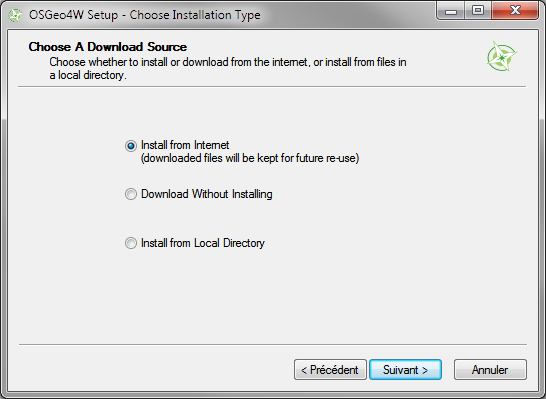 OSGeo4W Setup - Choose Installation Type
Choose A Download Source
Choose whether to install or download from the internet, or install from files in
a local directory.
Install from Internet
(downloaded files will be kept for future re-use)
Download Without Installing
Install from Local Directory
< Précédent
Suivant >
Annuler